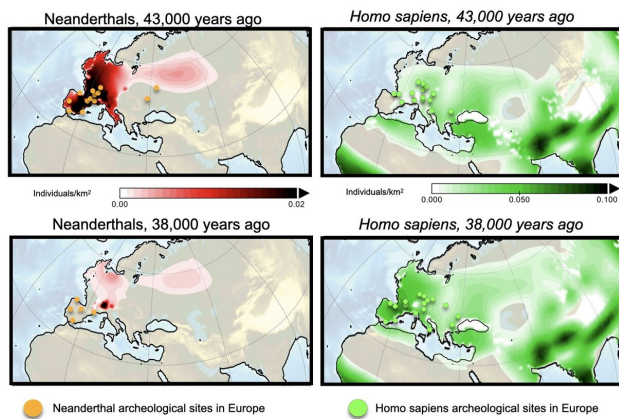 Neanderthals, 43,000 years ago
Homo sapiens, 43,000 years ago
Individuals/km²
0.00
0.02
Individuals/km²
0.000
0.050
0.100
Neanderthals, 38,000 years ago
Homo sapiens, 38,000 years ago
Neanderthal archeological sites in Europe
Homo sapiens archeological sites in Europe